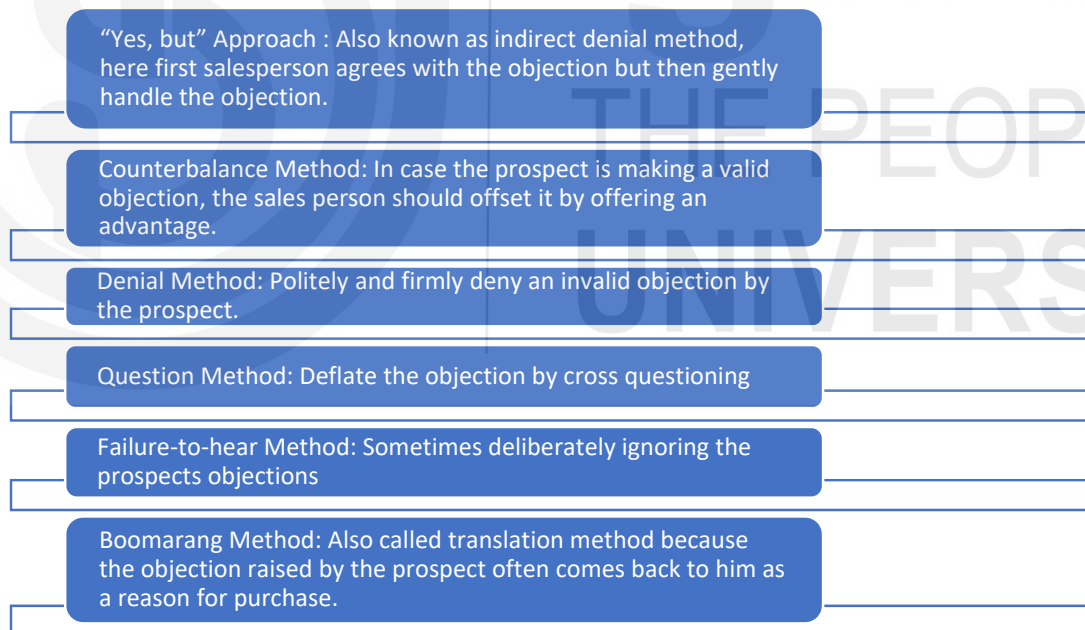 “Yes, but” Approach : Also known as indirect denial method,
here first salesperson agrees with the objection but then gently
handle the objection.
THE PEOP
Counterbalance Method: In case the prospect is making a valid
objection, the sales person should offset it by offering an
advantage.
UNIVERS
Denial Method: Politely and firmly deny an invalid objection by
the prospect.
Question Method: Deflate the objection by cross questioning
Failure-to-hear Method: Sometimes deliberately ignoring the
prospects objections
Boomarang Method: Also called translation method because
the objection raised by the prospect often comes back to him as
a reason for purchase.